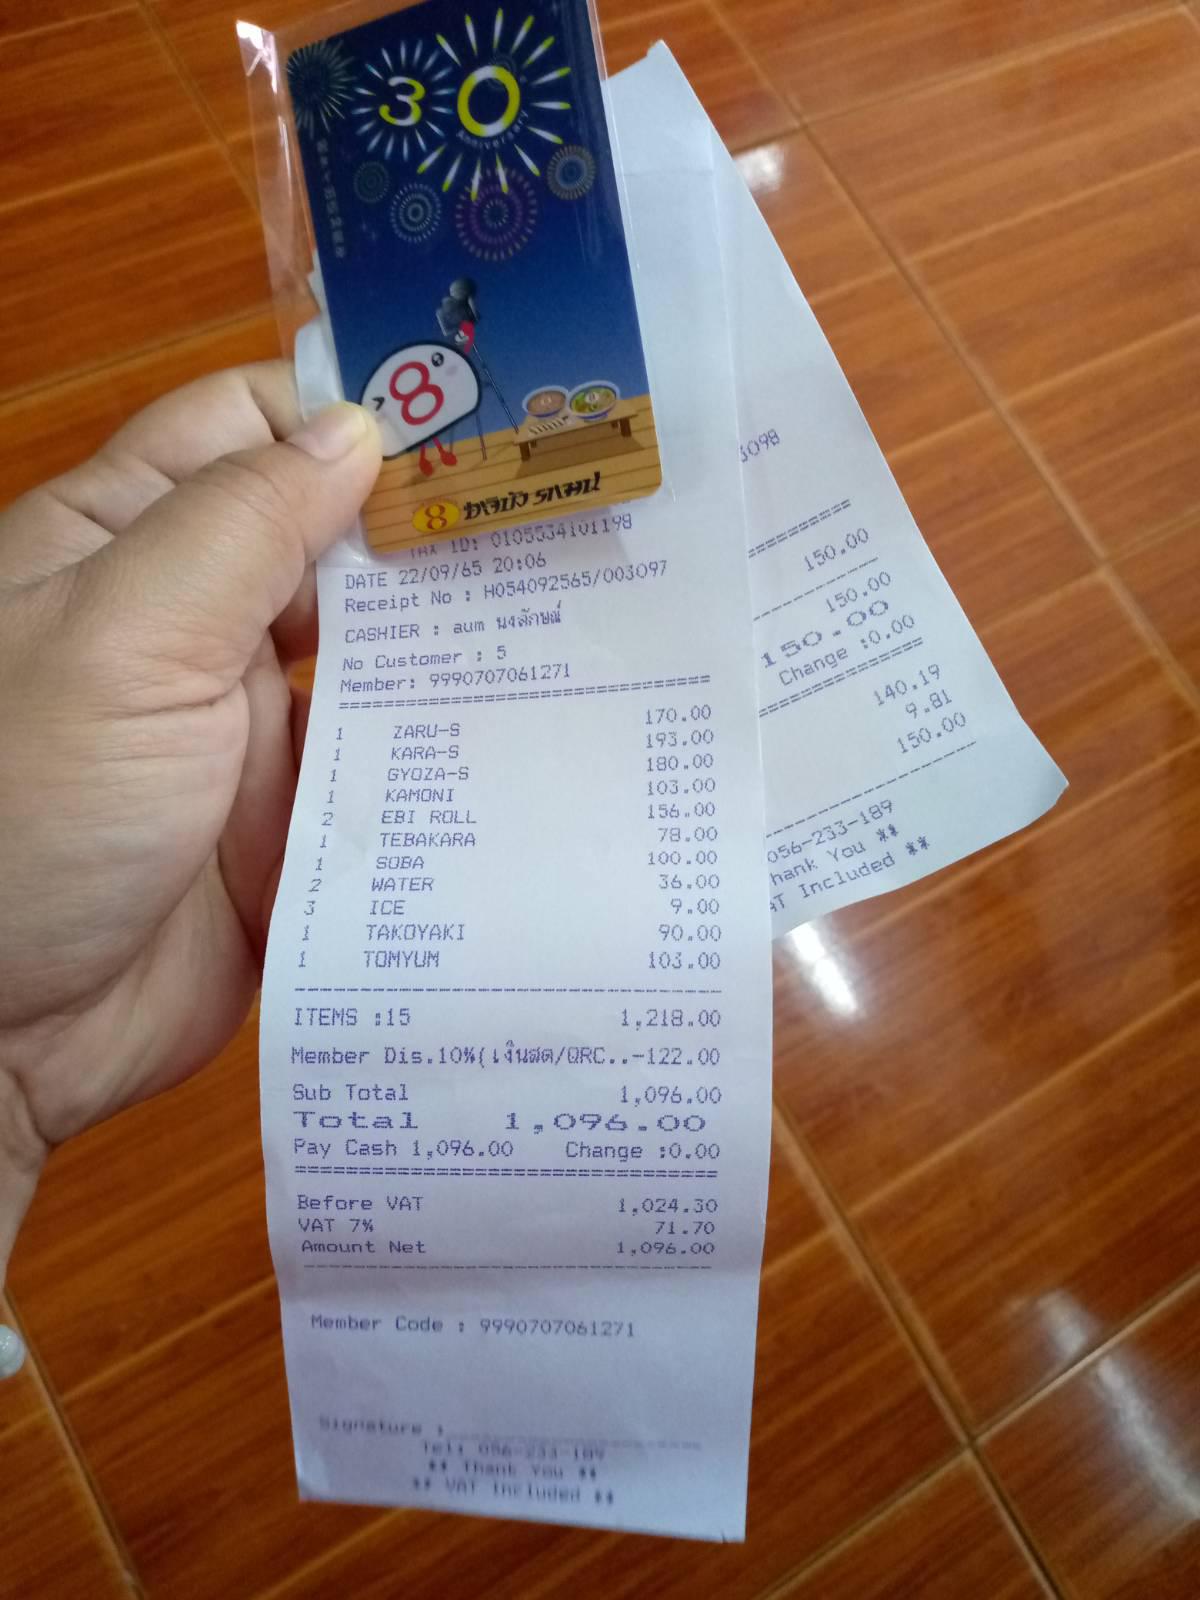 30
Anniversary
8
8 ฮะจิบัง ราเมน
TAX ID: 0105534101198
DATE 22/09/65 20:06
Receipt No : H054092565/003097
CASHIER : aum นงลักษณ์
No Customer : 5
Member: 9990707061271
1 ZARU-S 170.00
1 KARA-S 193.00
1 GYOZA-S 180.00
1 KAMONI 103.00
2 EBI ROLL 156.00
1 TEBAKARA 78.00
1 SOBA 100.00
2 WATER 36.00
3 ICE 9.00
1 TAKOYAKI 90.00
1 TOMYUM 103.00
ITEMS :15 1,218.00
Member Dis.10%(เงินสด/QRC..-122.00
Sub Total 1,096.00
Total 1,096.00
Pay Cash 1,096.00 Change :0.00
Before VAT 1,024.30
VAT 7% 71.70
Amount Net 1,096.00
Member Code : 9990707061271
Signature :
Tel: 056-233-189
** Thank You **
** VAT Included **
3098
150.00
150.00
150.00
Change :0.00
140.19
9.81
150.00
056-233-189
hank You **
AT Included **